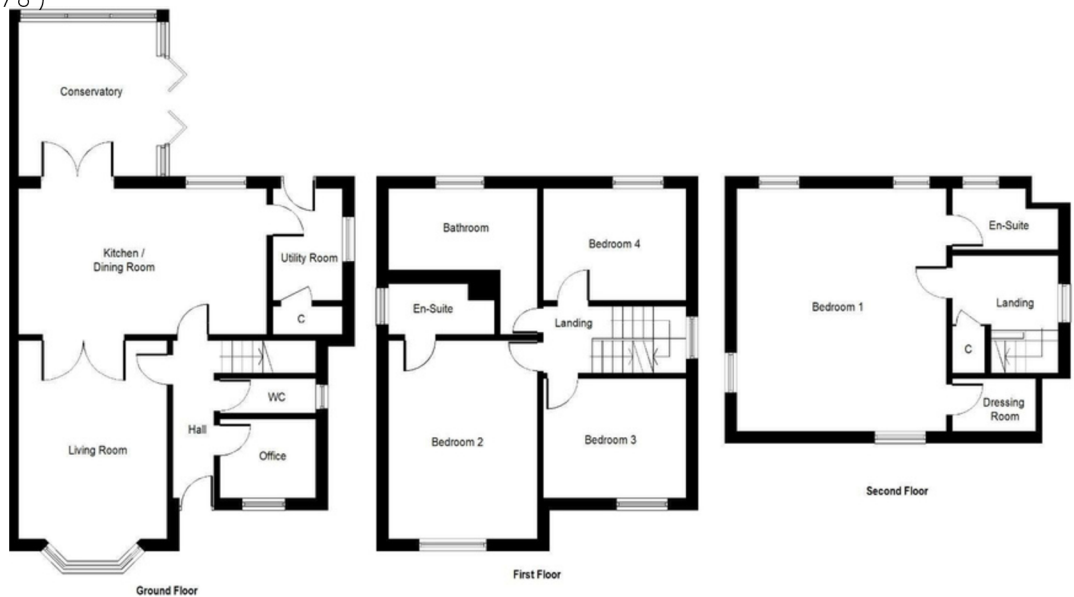 78)
Conservatory
Kitchen /
Dining Room
Utility Room
C
WC
Hall
Living Room
Office
Ground Floor
Bathroom
Bedroom 4
En-Suite
Landing
Bedroom 2
Bedroom 3
First Floor
En-Suite
Bedroom 1
Landing
C
Dressing
Room
Second Floor